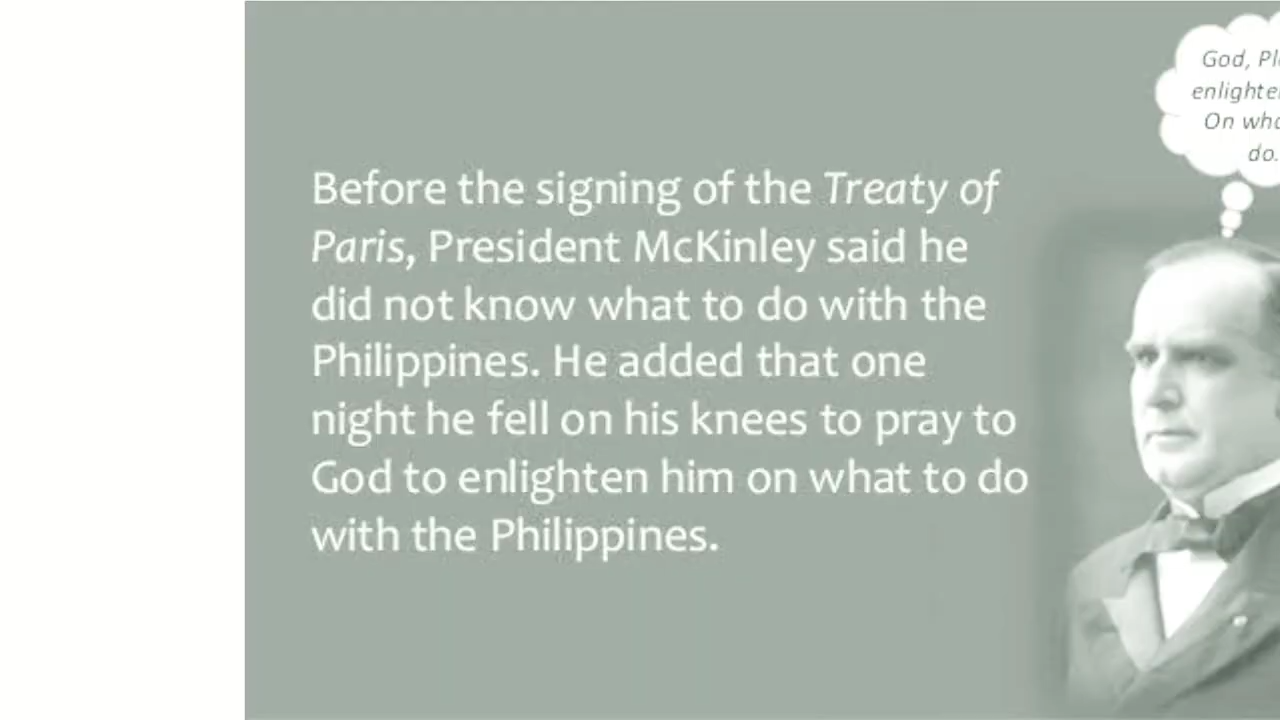 God,
On
do.
Before the signing of the Treaty of
Paris, President McKinley said he
did not know what to do with the
Philippines. He added that one
night he fell on his knees to pray to
God to enlighten him on what to do
with the Philippines.